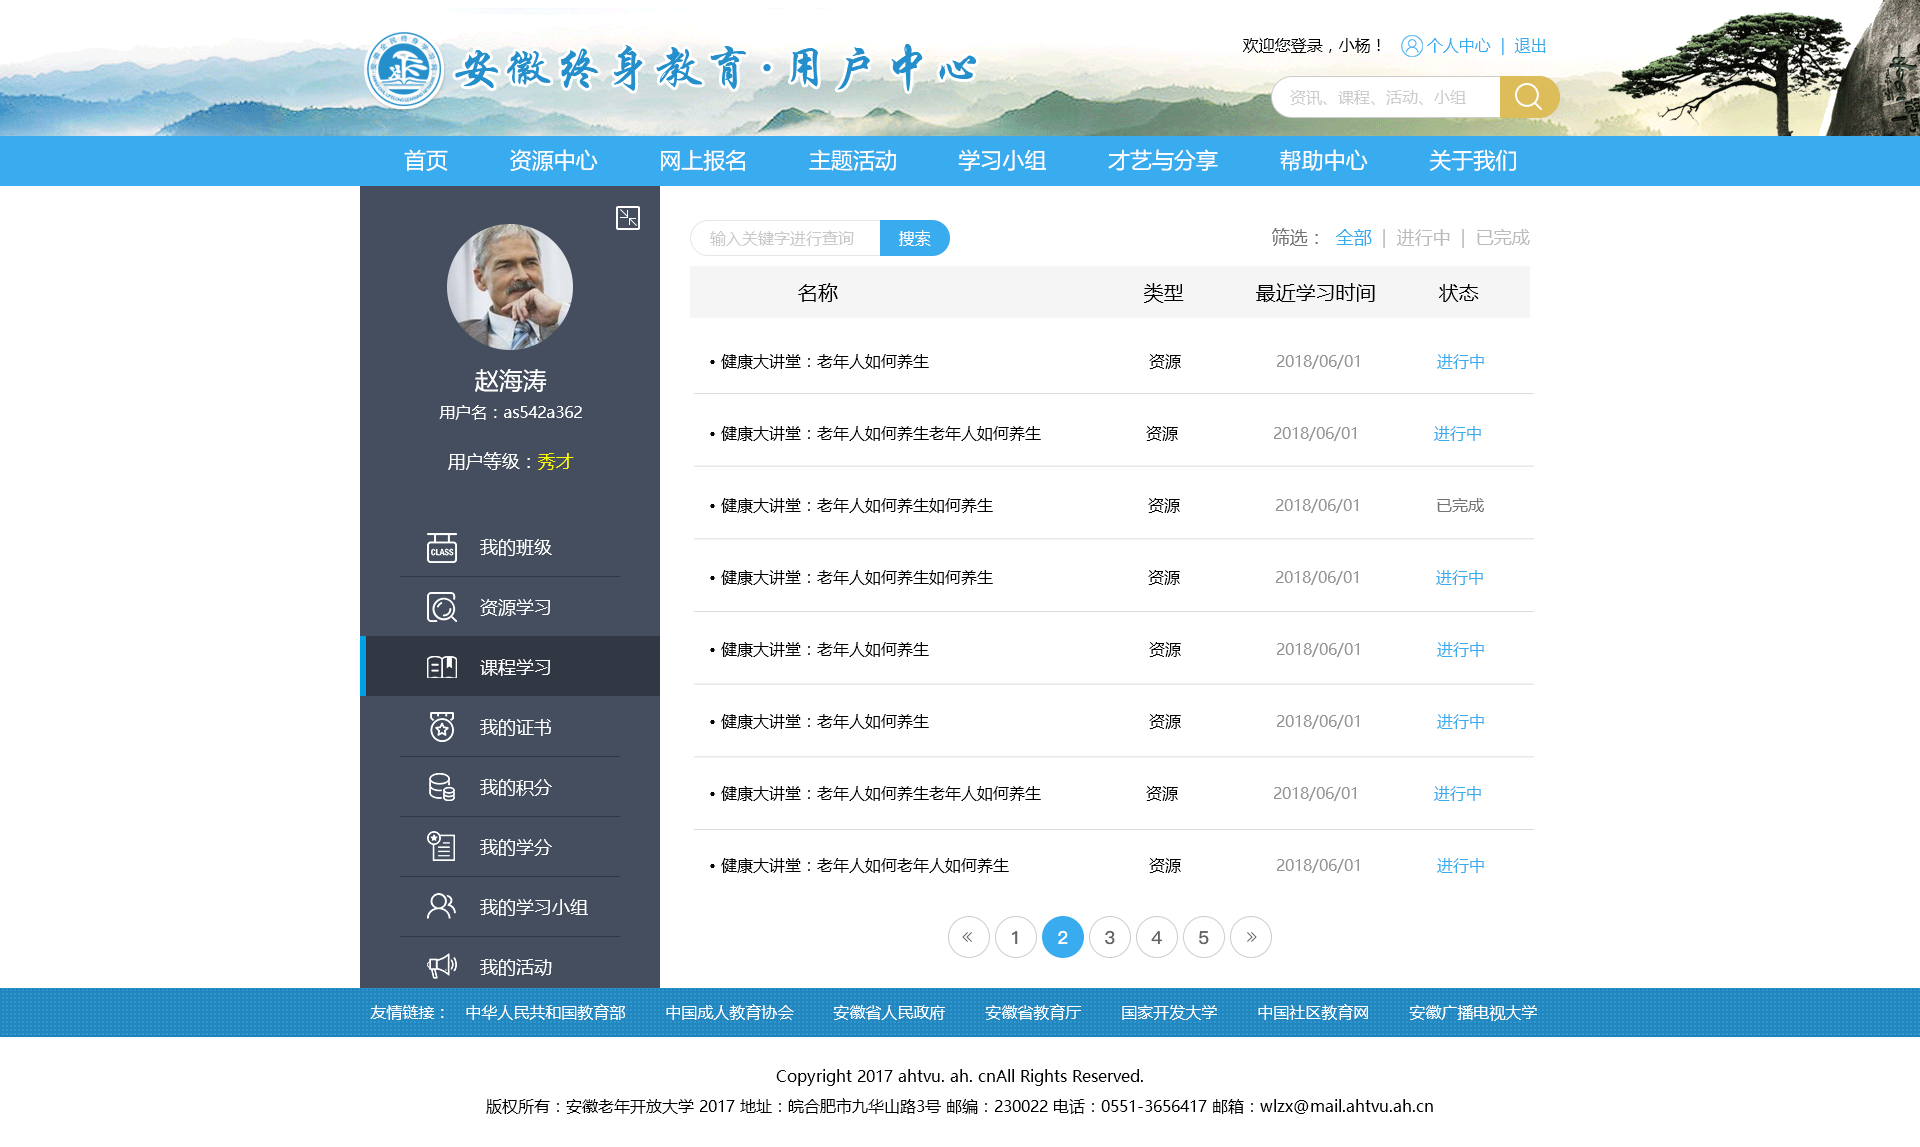 安徽终身教育·用户中心
欢迎您登录，小杨！ 个人中心 | 退出
资讯、课程、活动、小组
首页 资源中心 网上报名 主题活动 学习小组 才艺与分享 帮助中心 关于我们
赵海涛
用户名：as542a362
用户等级：秀才
CLASS 我的班级
资源学习
课程学习
我的证书
我的积分
我的学分
我的学习小组
我的活动
输入关键字进行查询 搜索
筛选： 全部 | 进行中 | 已完成
名称 类型 最近学习时间 状态
• 健康大讲堂：老年人如何养生 资源 2018/06/01 进行中
• 健康大讲堂：老年人如何养生老年人如何养生 资源 2018/06/01 进行中
• 健康大讲堂：老年人如何养生如何养生 资源 2018/06/01 已完成
• 健康大讲堂：老年人如何养生如何养生 资源 2018/06/01 进行中
• 健康大讲堂：老年人如何养生 资源 2018/06/01 进行中
• 健康大讲堂：老年人如何养生 资源 2018/06/01 进行中
• 健康大讲堂：老年人如何养生老年人如何养生 资源 2018/06/01 进行中
• 健康大讲堂：老年人如何老年人如何养生 资源 2018/06/01 进行中
« 1 2 3 4 5 »
友情链接： 中华人民共和国教育部 中国成人教育协会 安徽省人民政府 安徽省教育厅 国家开发大学 中国社区教育网 安徽广播电视大学
Copyright 2017 ahtvu. ah. cnAll Rights Reserved.
版权所有：安徽老年开放大学 2017 地址：皖合肥市九华山路3号 邮编：230022 电话：0551-3656417 邮箱：wlzx@mail.ahtvu.ah.cn